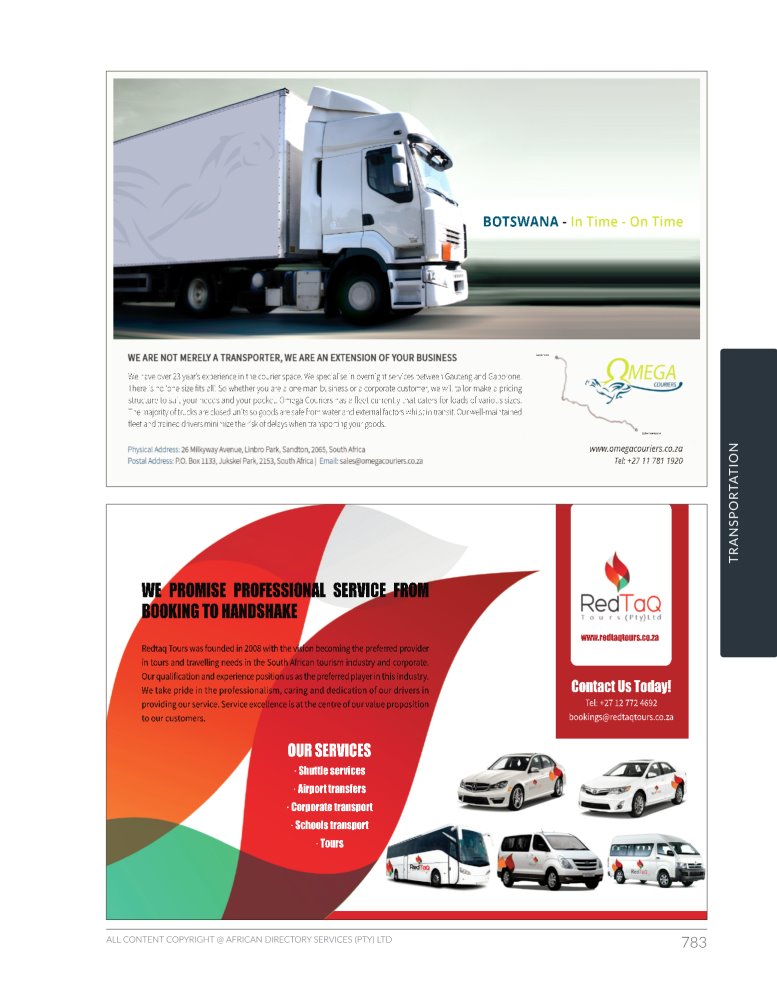 BOTSWANA - In Time - On Time
WE ARE NOT MERELY A TRANSPORTER, WE ARE AN EXTENSION OF YOUR BUSINESS
We have over 23 year's experience in the courier space. We specialise in overnight services between Gauteng and Gaborone.
There is no 'one size fits all'. So whether you are a one man business or a corporate customer, we will tailor make a pricing
structure to suit your needs and your pocket. Omega Couriers has a fleet currently that caters for loads of various sizes.
The majority of trucks are closed units so goods are safe from water and external factors whilst in transit. Our well-maintained
fleet and trained drivers minimize the risk of delays when transporting your goods.
Physical Address: 26 Milkyway Avenue, Linbro Park, Sandton, 2065, South Africa
Postal Address: P.O. Box 1133, Jukskei Park, 2153, South Africa | Email: sales@omegacouriers.co.za
ΩMEGA
COURIERS
www.omegacouriers.co.za
Tel: +27 11 781 1920
TRANSPORTATION
WE PROMISE PROFESSIONAL SERVICE FROM
BOOKING TO HANDSHAKE
Redtaq Tours was founded in 2008 with the vision becoming the preferred provider
in tours and travelling needs in the South African tourism industry and corporate.
Our qualification and experience position us as the preferred player in this industry.
We take pride in the professionalism, caring and dedication of our drivers in
providing our service. Service excellence is at the centre of our value proposition
to our customers.
OUR SERVICES
· Shuttle services
· Airport transfers
· Corporate transport
· Schools transport
· Tours
RedTaQ
Tours (Pty)Ltd
www.redtaqtours.co.za
Contact Us Today!
Tel: +27 12 772 4692
bookings@redtaqtours.co.za
RedTaQ
RedTaQ
ALL CONTENT COPYRIGHT @ AFRICAN DIRECTORY SERVICES (PTY) LTD
783